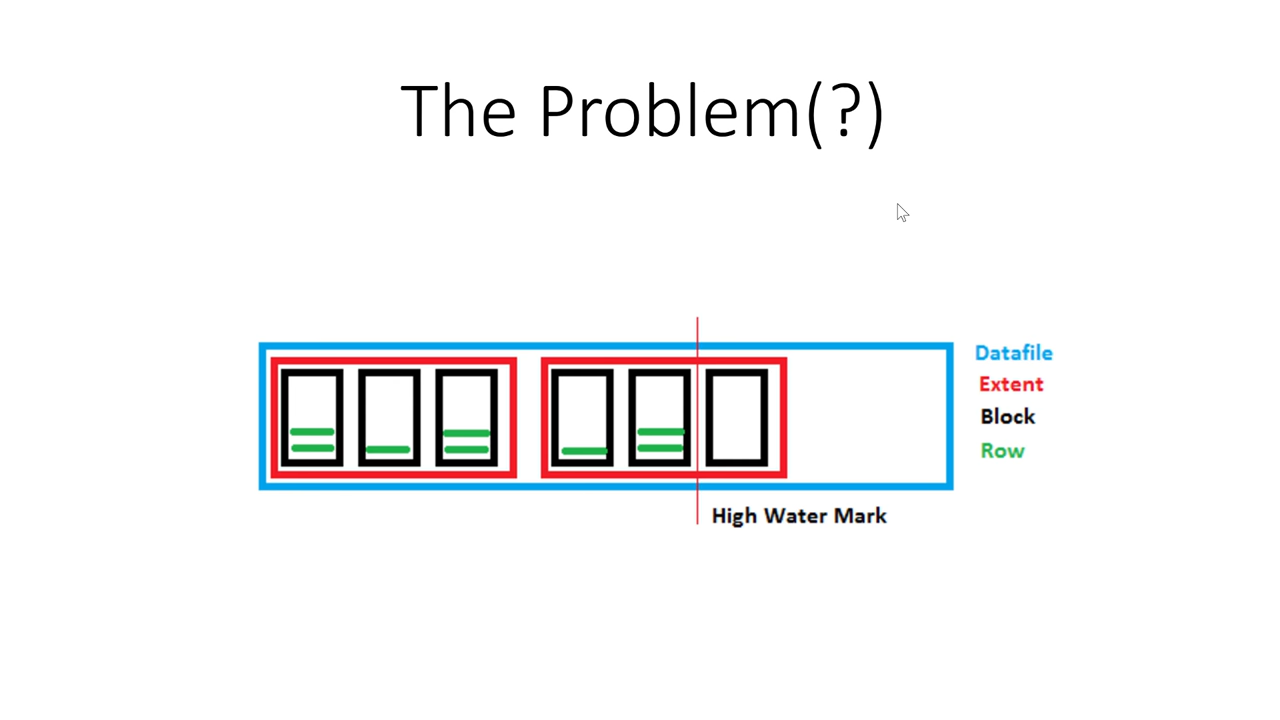 The Problem(?)
Datafile
Extent
Block
Row
High Water Mark